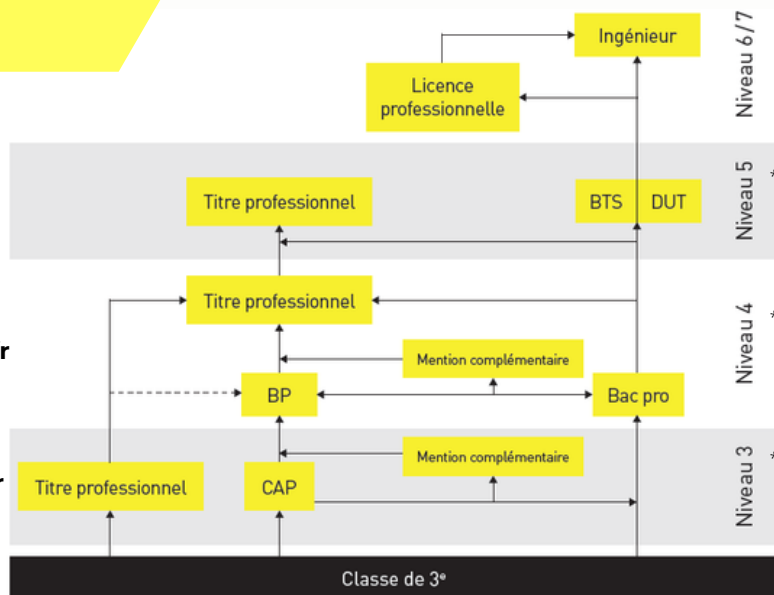 Ingénieur
Niveau 6/7
Licence
professionnelle
Titre professionnel
BTS
DUT
Niveau 5
*
Titre professionnel
Niveau 4
*
r
Mention complémentaire
BP
Bac pro
Mention complémentaire
Niveau 3
*
r
Titre professionnel
CAP
Classe de 3e